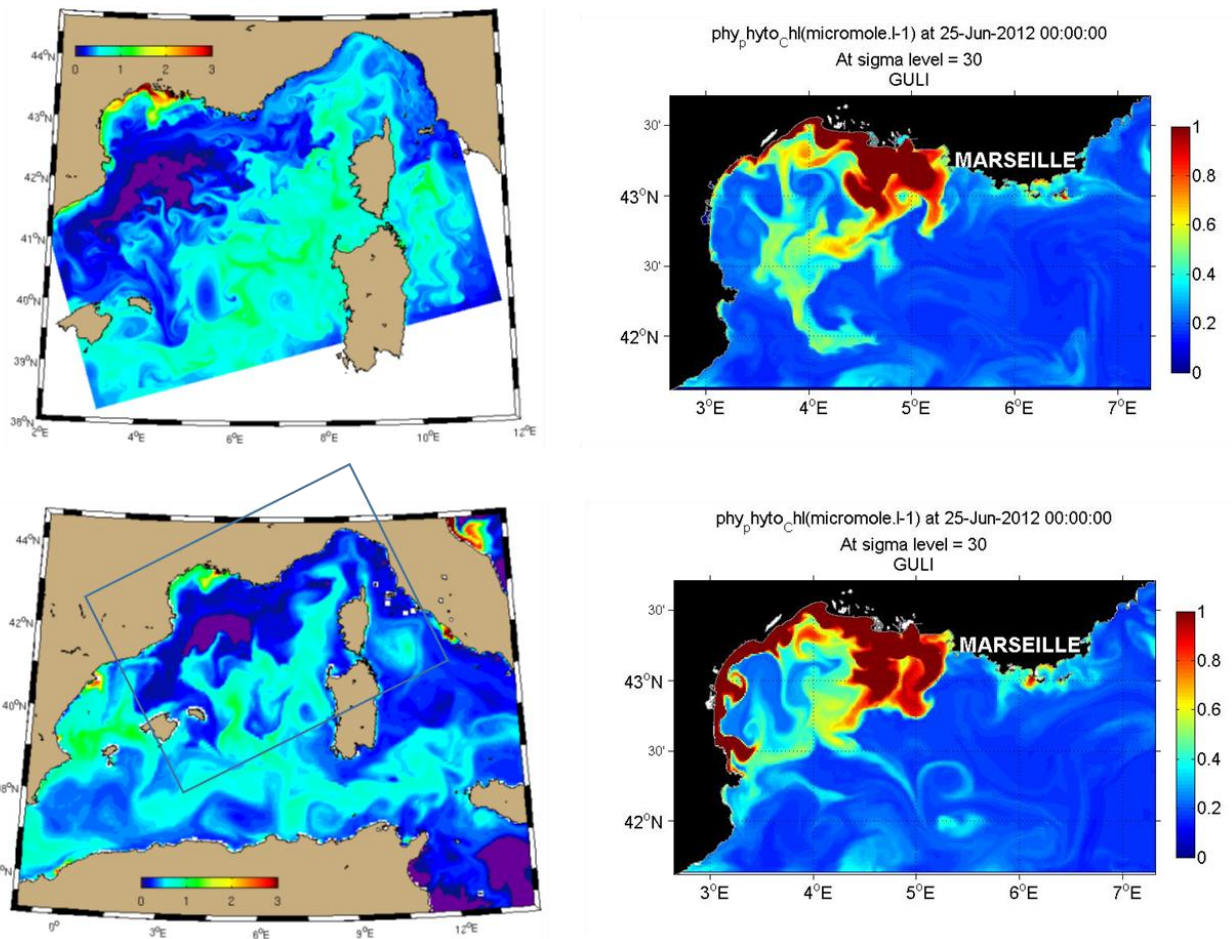 44°N
43°N
42°N
41°N
40°N
39°N
38°N
0 1 2 3
2°E 4°E 6°E 8°E 10°E 12°E
phy_phyto_Chl(micromole.l-1) at 25-Jun-2012 00:00:00
At sigma level = 30
GULI
30'
43°N
30'
42°N
MARSEILLE
3°E 4°E 5°E 6°E 7°E
1
0.8
0.6
0.4
0.2
0
44°N
43°N
42°N
41°N
40°N
39°N
38°N
0 1 2 3
0° 3°E 6°E 9°E 12°E
phy_phyto_Chl(micromole.l-1) at 25-Jun-2012 00:00:00
At sigma level = 30
GULI
30'
43°N
30'
42°N
MARSEILLE
3°E 4°E 5°E 6°E 7°E
1
0.8
0.6
0.4
0.2
0